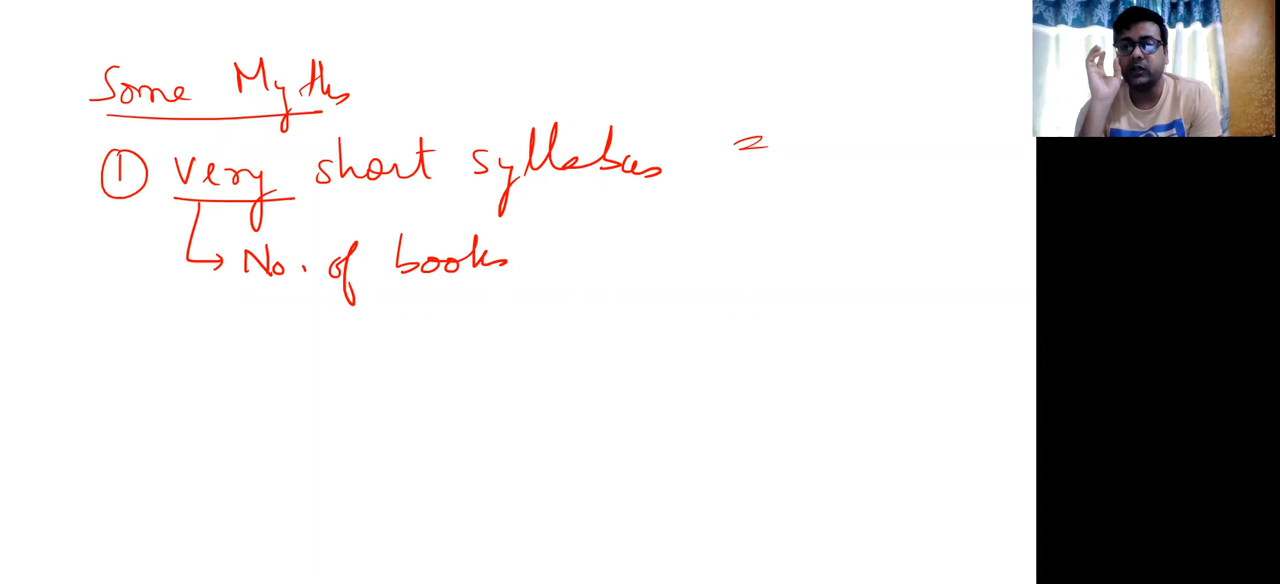 Some Myths
① very short syllabus =
↳ No. of books